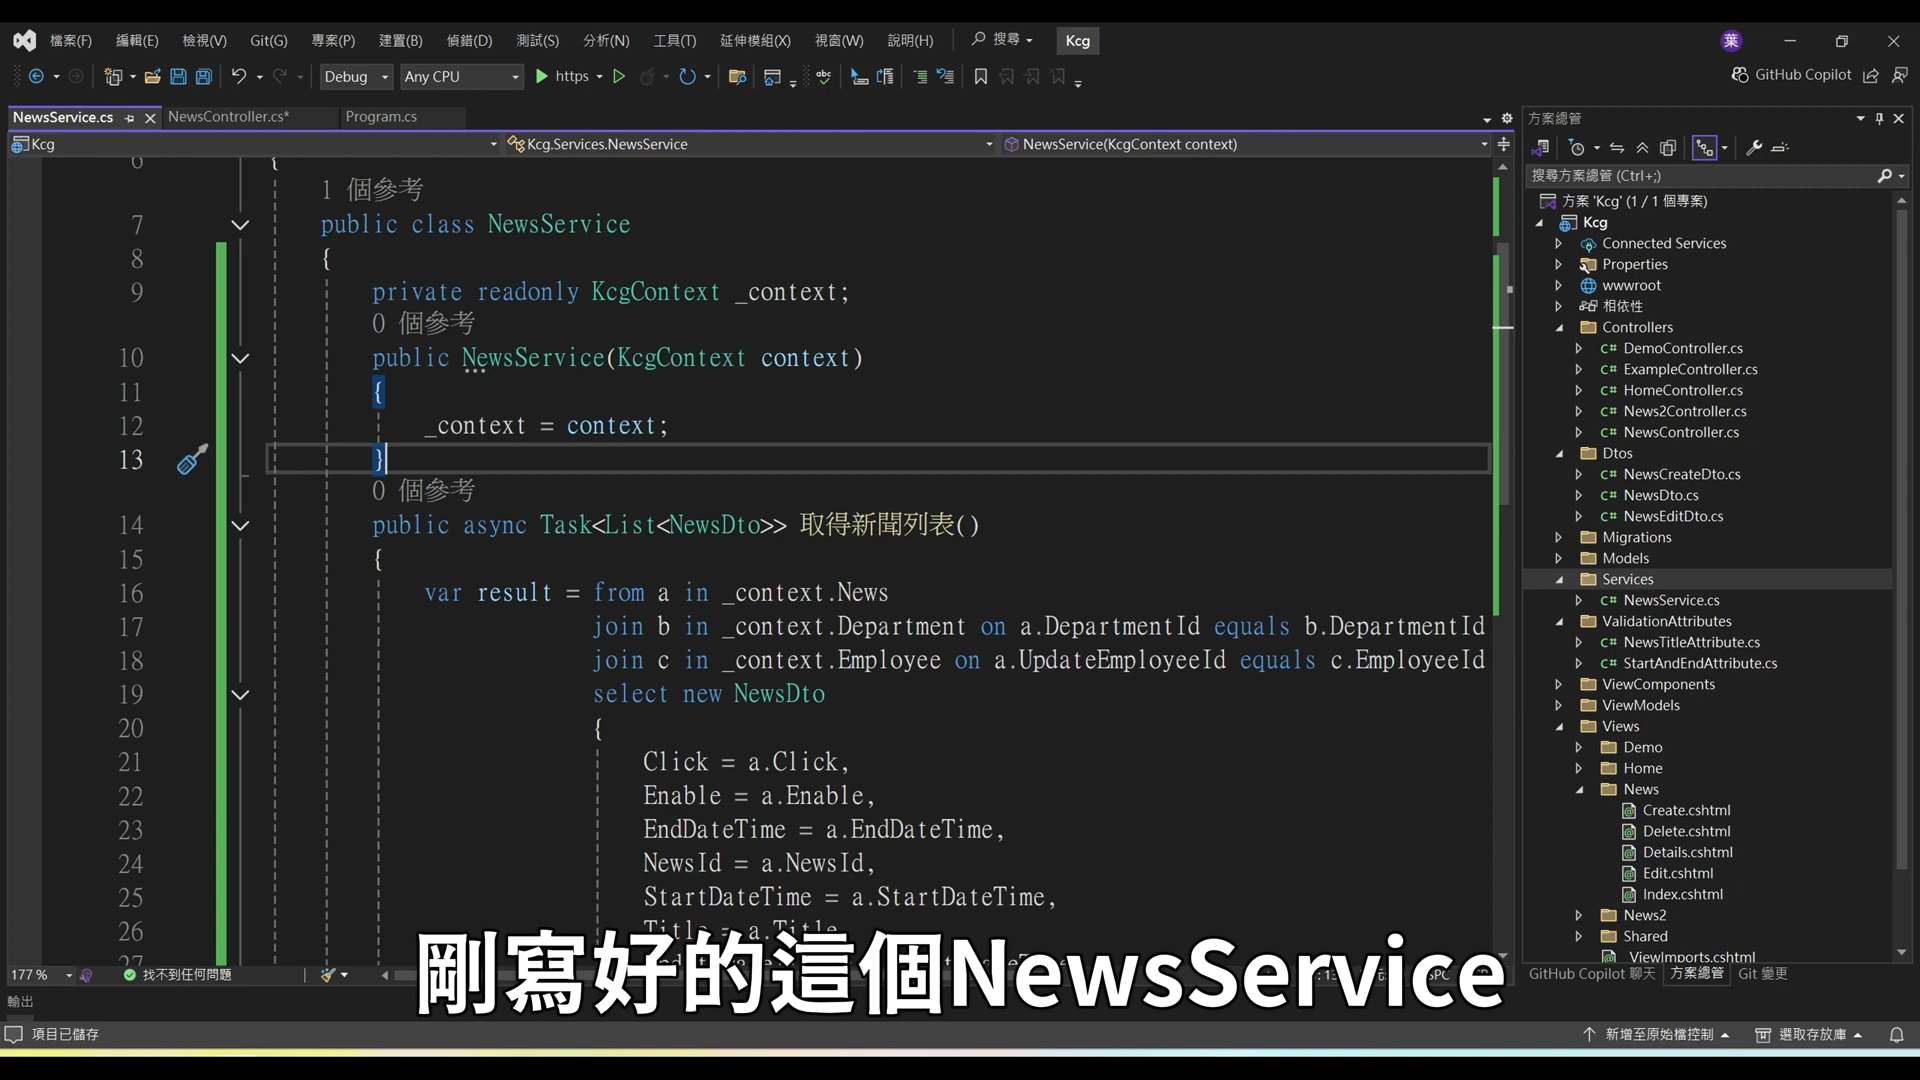 檔案(F) 編輯(E) 檢視(V) Git(G) 專案(P) 建置(B) 偵錯(D) 測試(S) 分析(N) 工具(T) 延伸模組(X) 視窗(W) 說明(H) 搜尋 Kcg 葉
Debug Any CPU https GitHub Copilot
NewsService.cs NewsController.cs* Program.cs
Kcg Kcg.Services.NewsService NewsService(KcgContext context)
6 {
1 個參考
7 public class NewsService
8 {
9 private readonly KcgContext _context;
0 個參考
10 public NewsService(KcgContext context)
11 {
12 _context = context;
13 }
0 個參考
14 public async Task<List<NewsDto>> 取得新聞列表()
15 {
16 var result = from a in _context.News
17 join b in _context.Department on a.DepartmentId equals b.DepartmentId
18 join c in _context.Employee on a.UpdateEmployeeId equals c.EmployeeId
19 select new NewsDto
20 {
21 Click = a.Click,
22 Enable = a.Enable,
23 EndDateTime = a.EndDateTime,
24 NewsId = a.NewsId,
25 StartDateTime = a.StartDateTime,
26 Title = a.Title,
27
177 % 找不到任何問題
剛寫好的這個NewsService
方案總管
搜尋方案總管 (Ctrl+;)
方案 'Kcg' (1 / 1 個專案)
Kcg
Connected Services
Properties
wwwroot
相依性
Controllers
C# DemoController.cs
C# ExampleController.cs
C# HomeController.cs
C# News2Controller.cs
C# NewsController.cs
Dtos
C# NewsCreateDto.cs
C# NewsDto.cs
C# NewsEditDto.cs
Migrations
Models
Services
C# NewsService.cs
ValidationAttributes
C# NewsTitleAttribute.cs
C# StartAndEndAttribute.cs
ViewComponents
ViewModels
Views
Demo
Home
News
Create.cshtml
Delete.cshtml
Details.cshtml
Edit.cshtml
Index.cshtml
News2
Shared
_ViewImports.cshtml
GitHub Copilot 聊天 方案總管 Git 變更
輸出
項目已儲存 新增至原始檔控制 選取存放庫